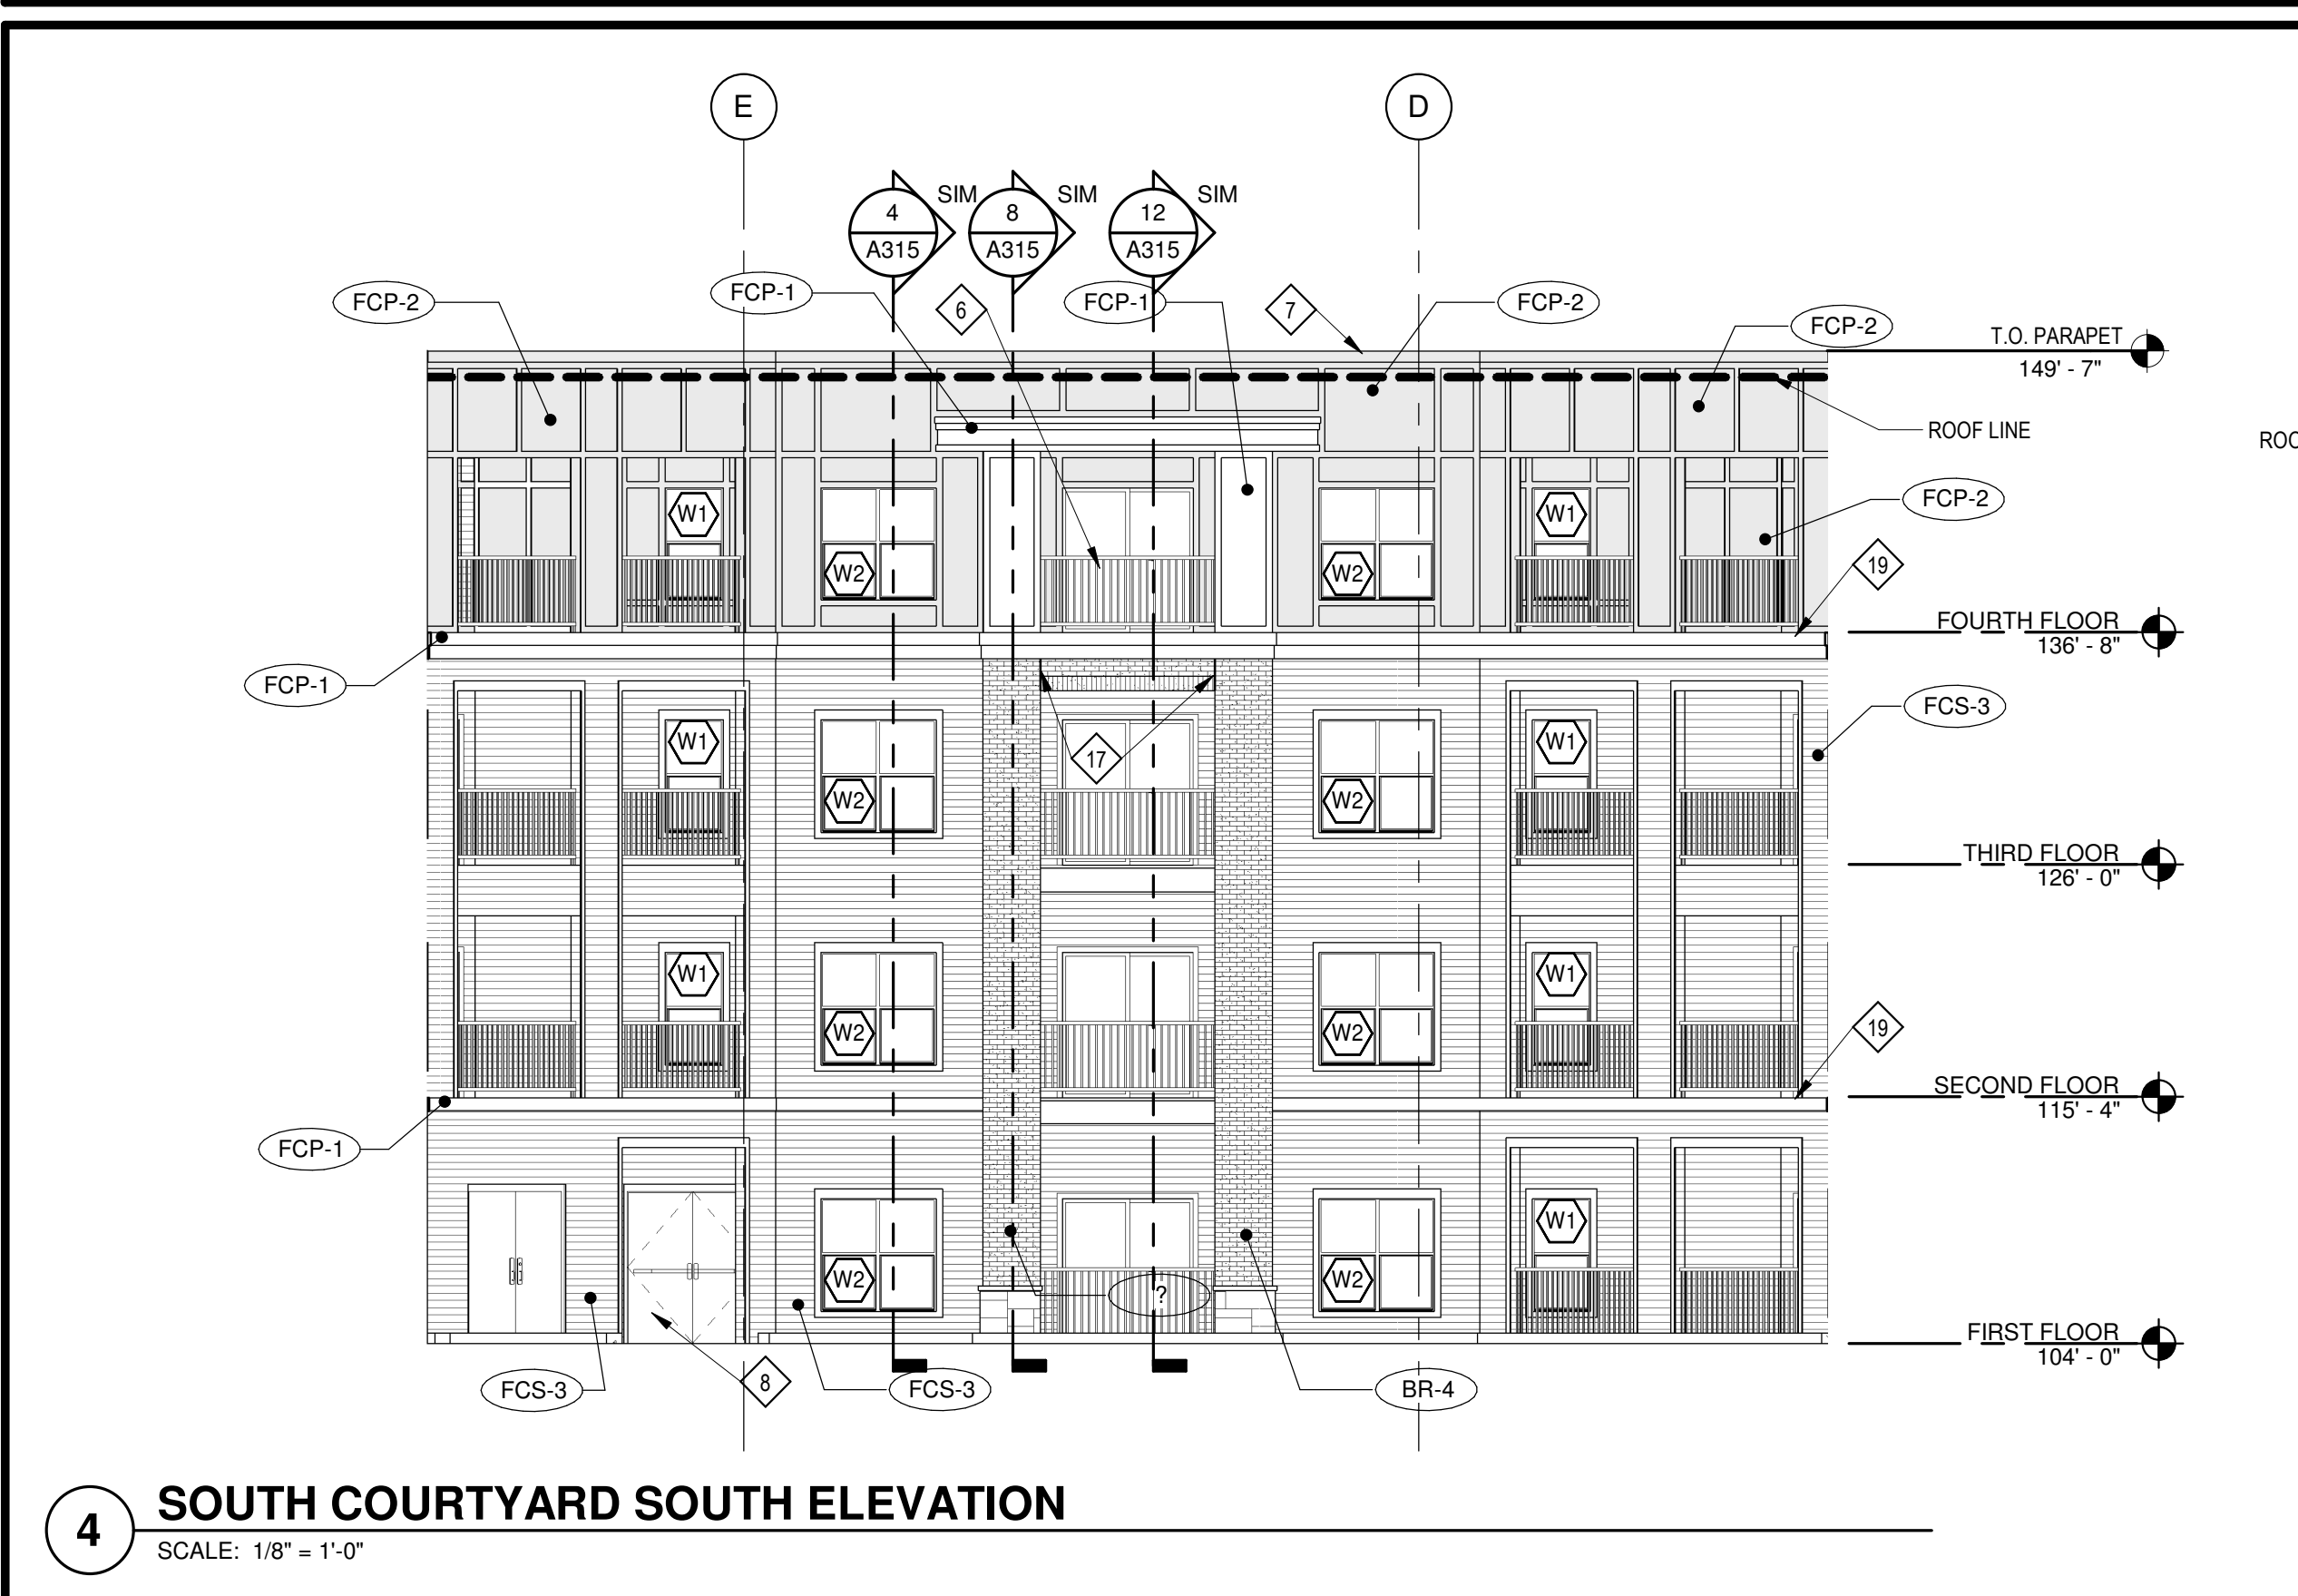 E
D
SIM
SIM
SIM
4
A315
8
A315
12
A315
FCP-2
FCP-1
6
FCP-1
7
FCP-2
FCP-2
T.O. PARAPET
149' - 7"
ROOF LINE
FCP-2
W1
W1
W2
W2
19
FOURTH FLOOR
136' - 8"
FCP-1
FCS-3
W1
W1
17
W2
W2
THIRD FLOOR
126' - 0"
W1
W1
W2
W2
19
SECOND FLOOR
115' - 4"
FCP-1
W1
W2
W2
?
FIRST FLOOR
104' - 0"
FCS-3
8
FCS-3
BR-4
4
SOUTH COURTYARD SOUTH ELEVATION
SCALE: 1/8" = 1'-0"